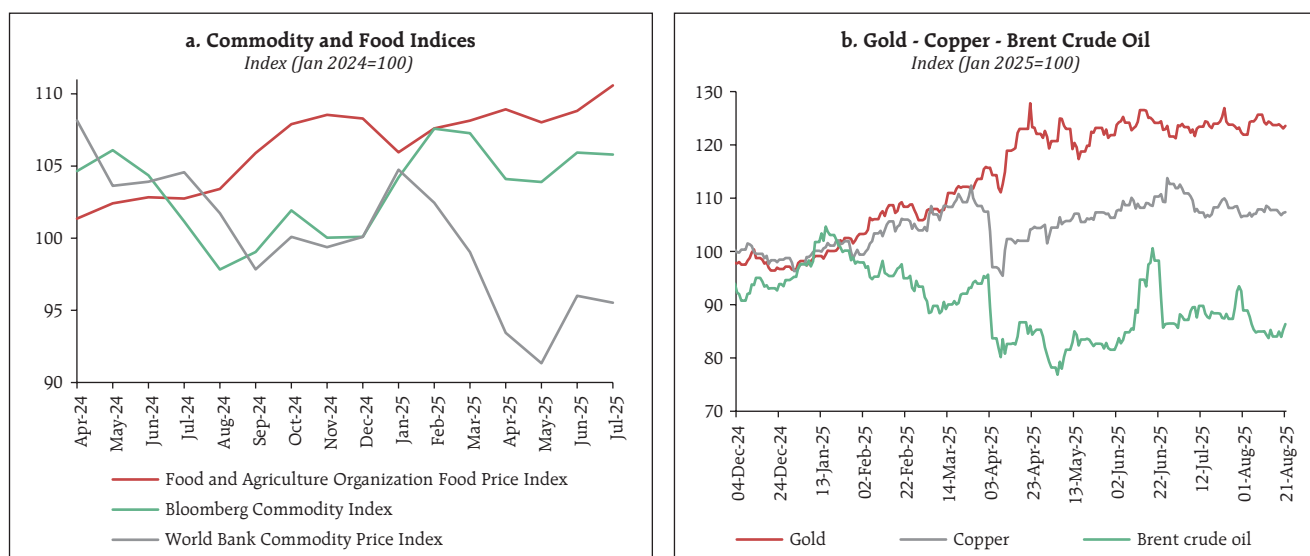 a. Commodity and Food Indices
Index (Jan 2024=100)
110
105
100
95
90
Apr-24
May-24
Jun-24
Jul-24
Aug-24
Sep-24
Oct-24
Nov-24
Dec-24
Jan-25
Feb-25
Mar-25
Apr-25
May-25
Jun-25
Jul-25
Food and Agriculture Organization Food Price Index
Bloomberg Commodity Index
World Bank Commodity Price Index
b. Gold - Copper - Brent Crude Oil
Index (Jan 2025=100)
130
120
110
100
90
80
70
04-Dec-24
24-Dec-24
13-Jan-25
02-Feb-25
22-Feb-25
14-Mar-25
03-Apr-25
23-Apr-25
13-May-25
02-Jun-25
22-Jun-25
12-Jul-25
01-Aug-25
21-Aug-25
Gold
Copper
Brent crude oil